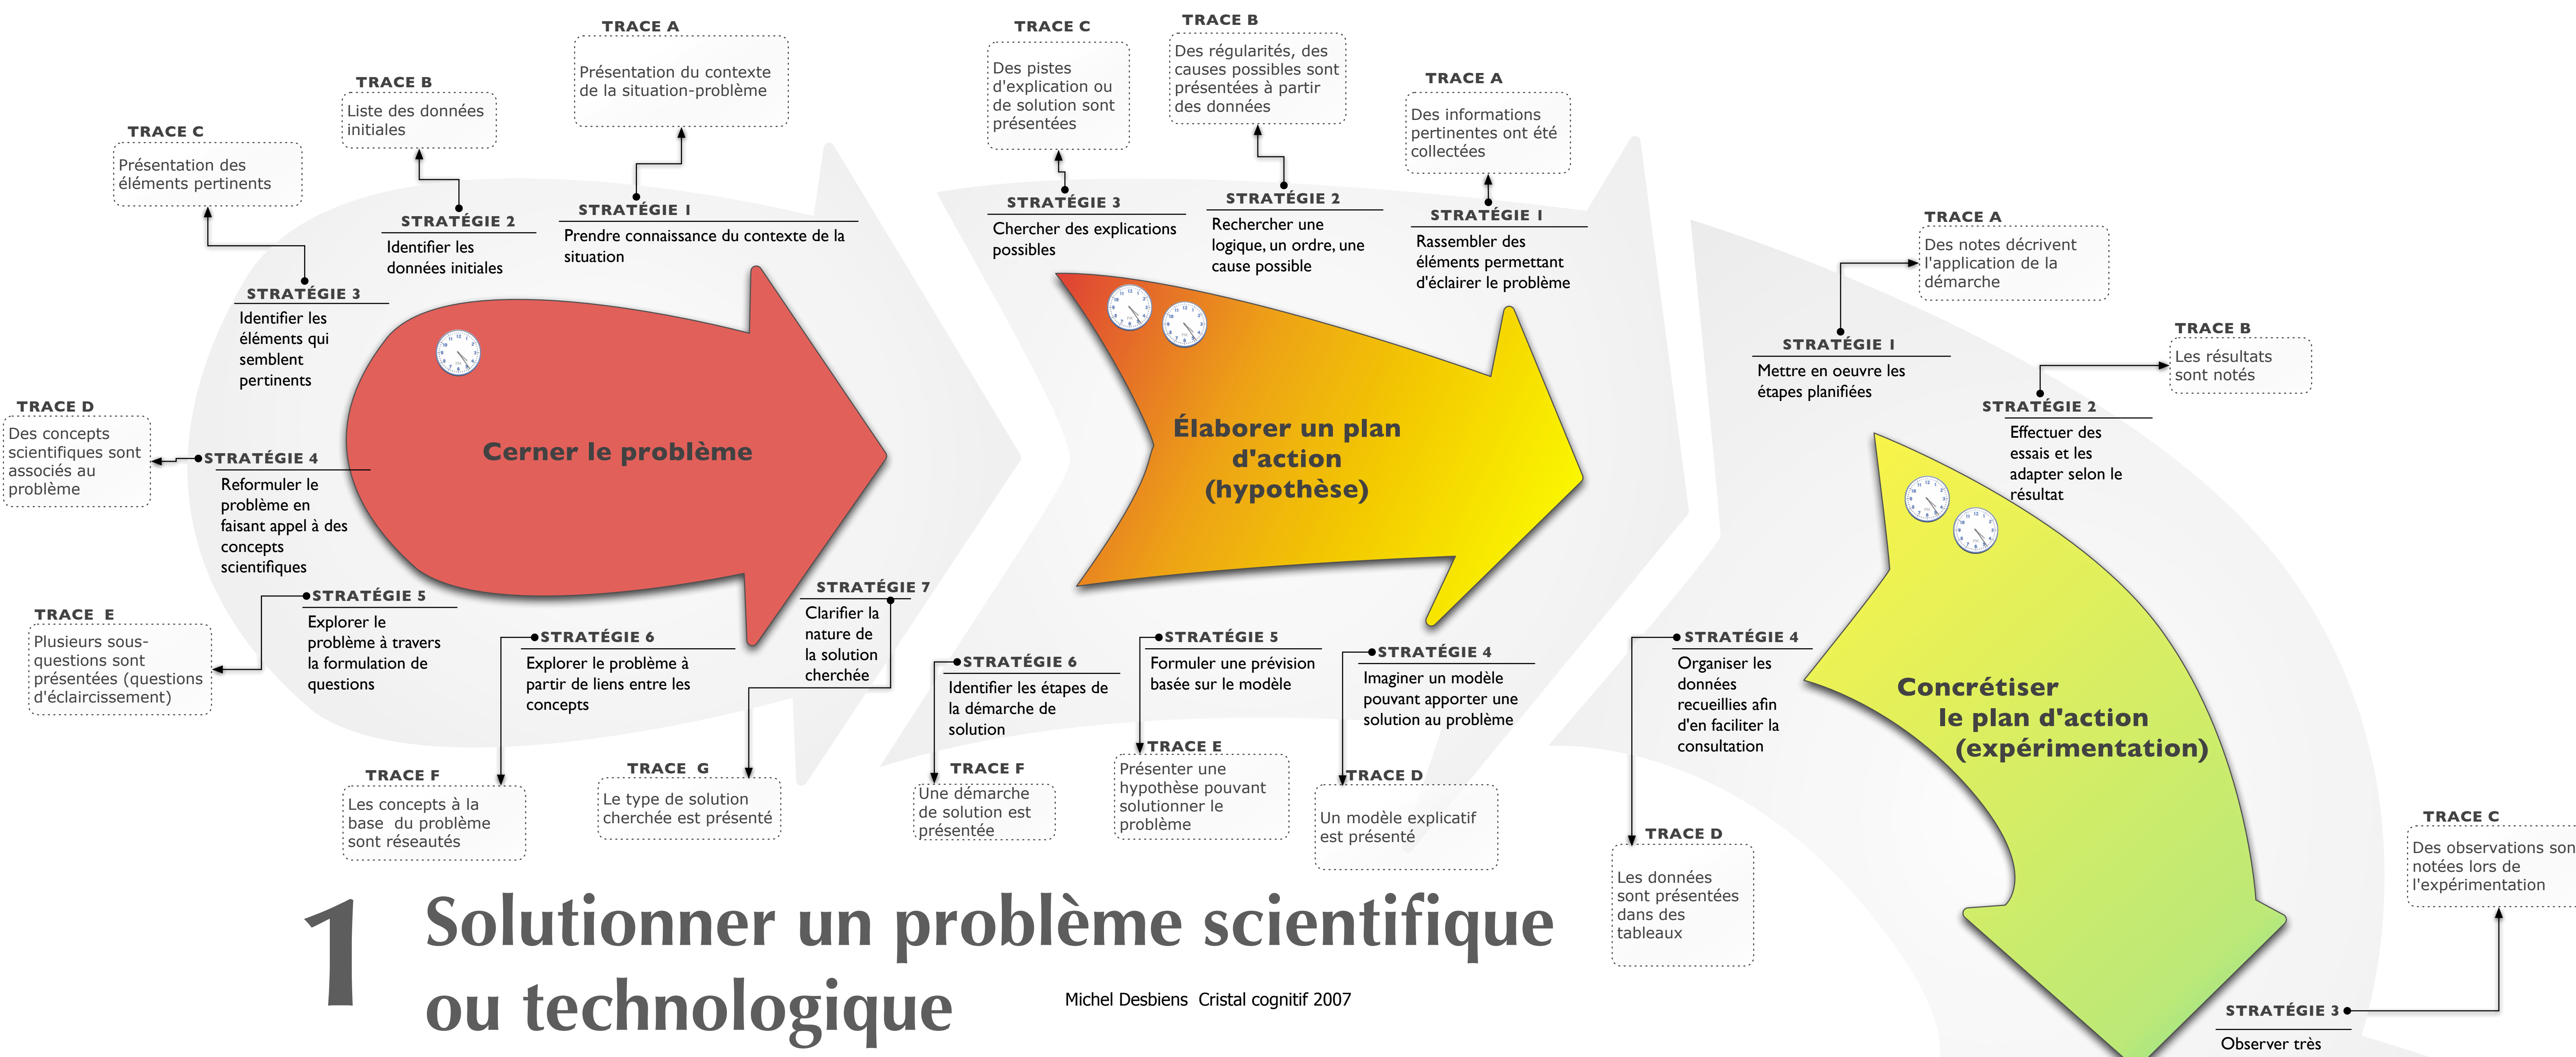 TRACE A
Présentation du contexte
de la situation-problème
STRATÉGIE 1
Prendre connaissance du contexte de la
situation
TRACE B
Liste des données
initiales
STRATÉGIE 2
Identifier les
données initiales
TRACE C
Présentation des
éléments pertinents
STRATÉGIE 3
Identifier les
éléments qui
semblent
pertinents
TRACE D
Des concepts
scientifiques sont
associés au
problème
STRATÉGIE 4
Reformuler le
problème en
faisant appel à des
concepts
scientifiques
TRACE E
Plusieurs sous-
questions sont
présentées (questions
d'éclaircissement)
STRATÉGIE 5
Explorer le
problème à travers
la formulation de
questions
STRATÉGIE 6
Explorer le problème à
partir de liens entre les
concepts
TRACE F
Les concepts à la
base du problème
sont réseautés
STRATÉGIE 7
Clarifier la
nature de
la solution
cherchée
TRACE G
Le type de solution
cherchée est présenté
Cerner le problème
TRACE C
Des pistes
d'explication ou
de solution sont
présentées
STRATÉGIE 3
Chercher des explications
possibles
TRACE B
Des régularités, des
causes possibles sont
présentées à partir
des données
STRATÉGIE 2
Rechercher une
logique, un ordre, une
cause possible
TRACE A
Des informations
pertinentes ont été
collectées
STRATÉGIE 1
Rassembler des
éléments permettant
d'éclairer le problème
Élaborer un plan
d'action
(hypothèse)
STRATÉGIE 6
Identifier les étapes de
la démarche de
solution
TRACE F
Une démarche
de solution est
présentée
STRATÉGIE 5
Formuler une prévision
basée sur le modèle
TRACE E
Présenter une
hypothèse pouvant
solutionner le
problème
STRATÉGIE 4
Imaginer un modèle
pouvant apporter une
solution au problème
TRACE D
Un modèle explicatif
est présenté
TRACE A
Des notes décrivent
l'application de la
démarche
STRATÉGIE 1
Mettre en oeuvre les
étapes planifiées
TRACE B
Les résultats
sont notés
STRATÉGIE 2
Effectuer des
essais et les
adapter selon le
résultat
STRATÉGIE 4
Organiser les
données
recueillies afin
d'en faciliter la
consultation
TRACE D
Les données
sont présentées
dans des
tableaux
Concrétiser
le plan d'action
(expérimentation)
TRACE C
Des observations son
notées lors de
l'expérimentation
STRATÉGIE 3
Observer très
1 Solutionner un problème scientifique
ou technologique
Michel Desbiens Cristal cognitif 2007